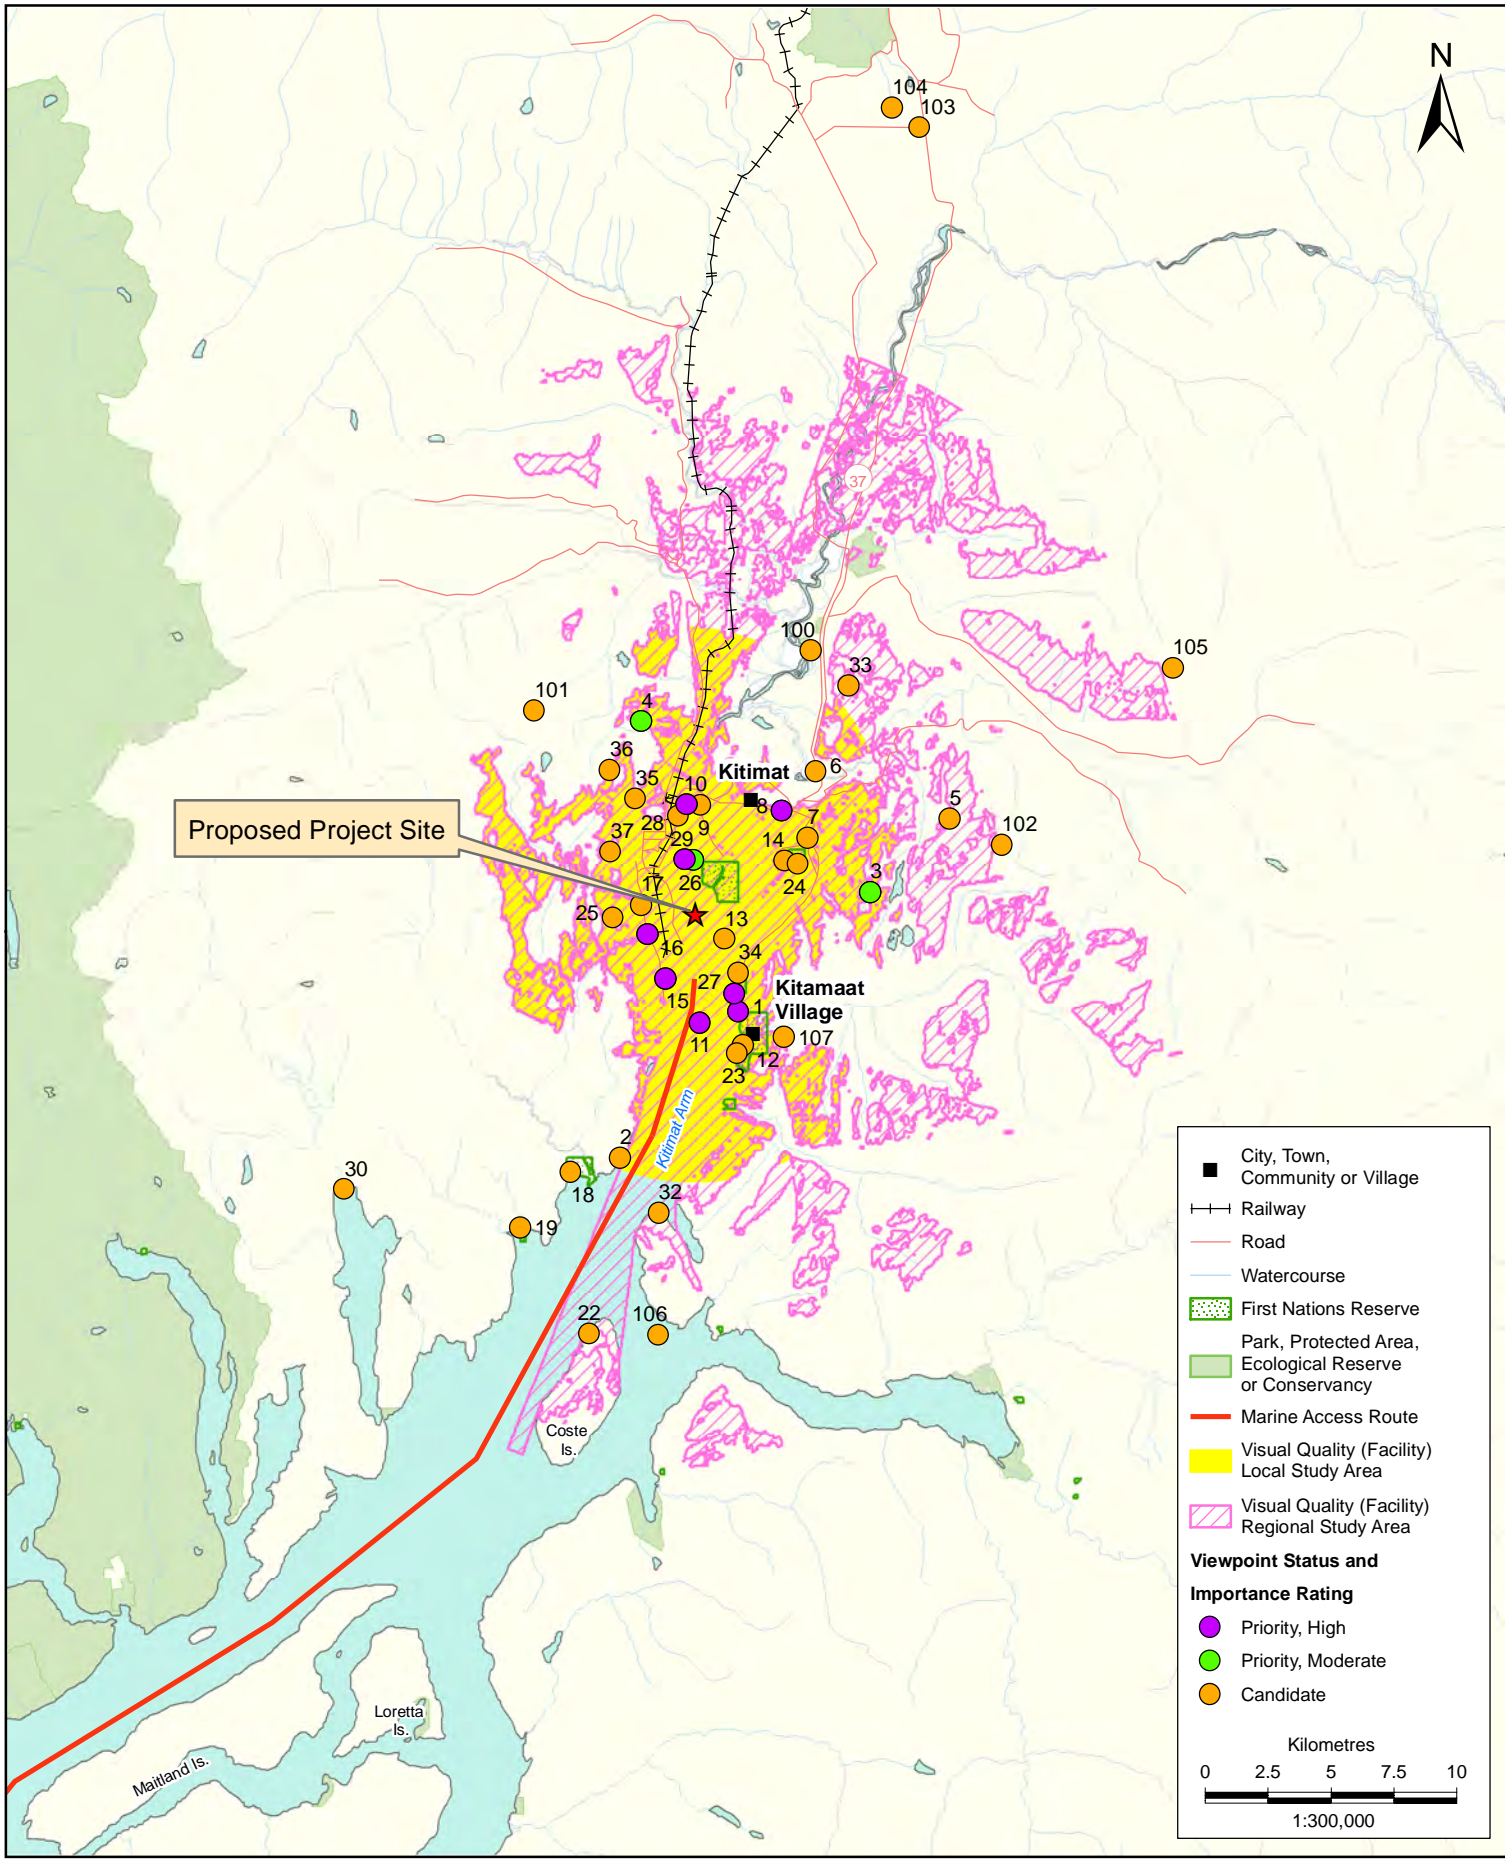 N
104
103
37
100
33
105
101
4
36
35
10
Kitimat
6
8
5
102
Proposed Project Site
28
9
7
37
29
14
3
26
24
17
25
13
16
34
27
Kitamaat
Village
15
1
11
12
107
23
Kitimat Arm
2
30
18
32
19
22
106
Coste
Is.
Loretta
Is.
Maitland Is.
City, Town,
Community or Village
Railway
Road
Watercourse
First Nations Reserve
Park, Protected Area,
Ecological Reserve
or Conservancy
Marine Access Route
Visual Quality (Facility)
Local Study Area
Visual Quality (Facility)
Regional Study Area
Viewpoint Status and
Importance Rating
Priority, High
Priority, Moderate
Candidate
Kilometres
0 2.5 5 7.5 10
1:300,000